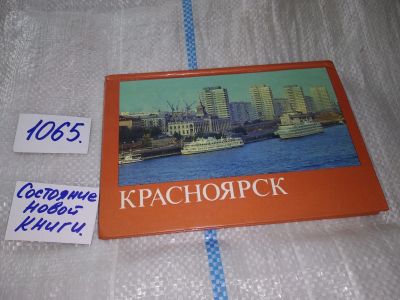 1065.
Состояние
новой
книги.
КРАСНОЯРСК